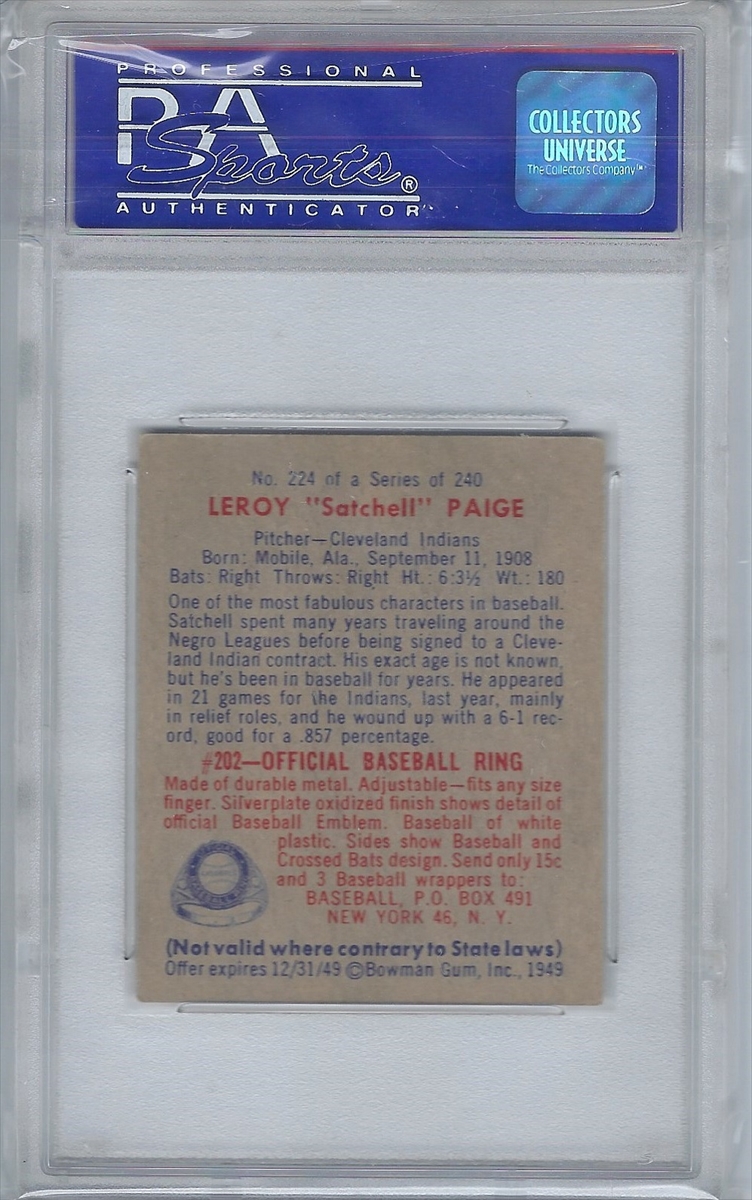 PROFESSIONAL
PSA
Sports®
AUTHENTICATOR
COLLECTORS
UNIVERSE
The Collectors Company™
No. 224 of a Series of 240
LEROY "Satchell" PAIGE
Pitcher—Cleveland Indians
Born: Mobile, Ala., September 11, 1908
Bats: Right Throws: Right Ht.: 6:3½ Wt.: 180
One of the most fabulous characters in baseball.
Satchell spent many years traveling around the
Negro Leagues before being signed to a Cleve-
land Indian contract. His exact age is not known,
but he's been in baseball for years. He appeared
in 21 games for the Indians, last year, mainly
in relief roles, and he wound up with a 6-1 rec-
ord, good for a .857 percentage.
#202—OFFICIAL BASEBALL RING
Made of durable metal. Adjustable—fits any size
finger. Silverplate oxidized finish shows detail of
official Baseball Emblem. Baseball of white
plastic. Sides show Baseball and
Crossed Bats design. Send only 15c
and 3 Baseball wrappers to:
BASEBALL, P.O. BOX 491
NEW YORK 46, N. Y.
(Not valid where contrary to State laws)
Offer expires 12/31/49 ©Bowman Gum, Inc., 1949